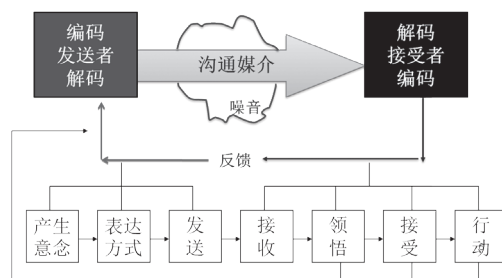 编码
发送者
解码
沟通媒介
噪音
解码
接受者
编码
反馈
产生
意念
表达
方式
发
送
接
收
领
悟
接
受
行
动